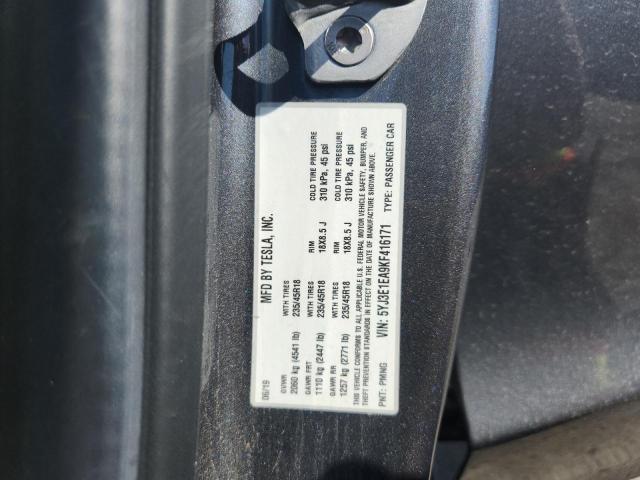 MFD BY TESLA, INC.
06/19
GVWR WITH TIRES RIM COLD TIRE PRESSURE
2060 kg (4541 lb) 235/45R18 18X8.5 J 310 kPa, 45 psi
GAWR FRT WITH TIRES RIM COLD TIRE PRESSURE
1110 kg (2447 lb) 235/45R18 18X8.5 J 310 kPa, 45 psi
GAWR RR
1257 kg (2771 lb) 235/45R18
THIS VEHICLE CONFORMS TO ALL APPLICABLE U.S. FEDERAL MOTOR VEHICLE SAFETY, BUMPER, AND
THEFT PREVENTION STANDARDS IN EFFECT ON THE DATE OF MANUFACTURE SHOWN ABOVE.
VIN: 5YJ3E1EA9KF416171
PNT: PMNG TYPE: PASSENGER CAR